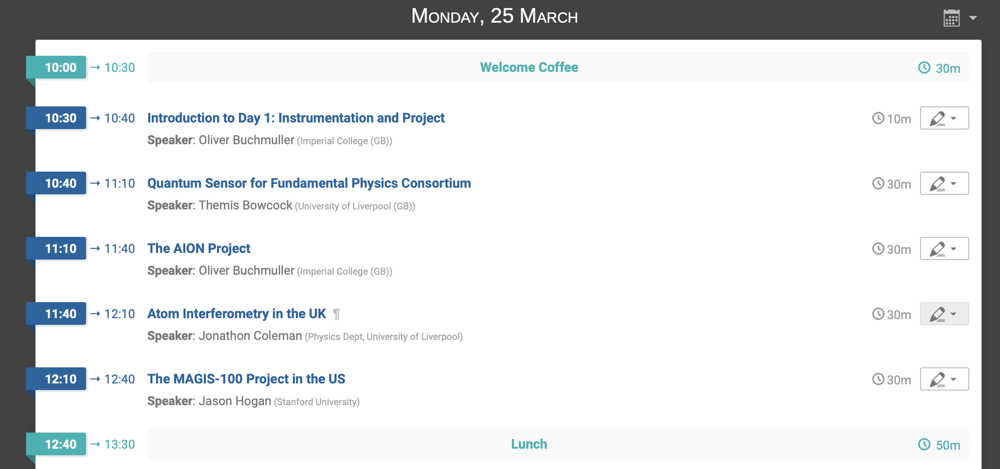 Monday, 25 March
10:00 → 10:30 Welcome Coffee 30m
10:30 → 10:40 Introduction to Day 1: Instrumentation and Project 10m
Speaker: Oliver Buchmuller (Imperial College (GB))
10:40 → 11:10 Quantum Sensor for Fundamental Physics Consortium 30m
Speaker: Themis Bowcock (University of Liverpool (GB))
11:10 → 11:40 The AION Project 30m
Speaker: Oliver Buchmuller (Imperial College (GB))
11:40 → 12:10 Atom Interferometry in the UK ¶ 30m
Speaker: Jonathon Coleman (Physics Dept, University of Liverpool)
12:10 → 12:40 The MAGIS-100 Project in the US 30m
Speaker: Jason Hogan (Stanford University)
12:40 → 13:30 Lunch 50m